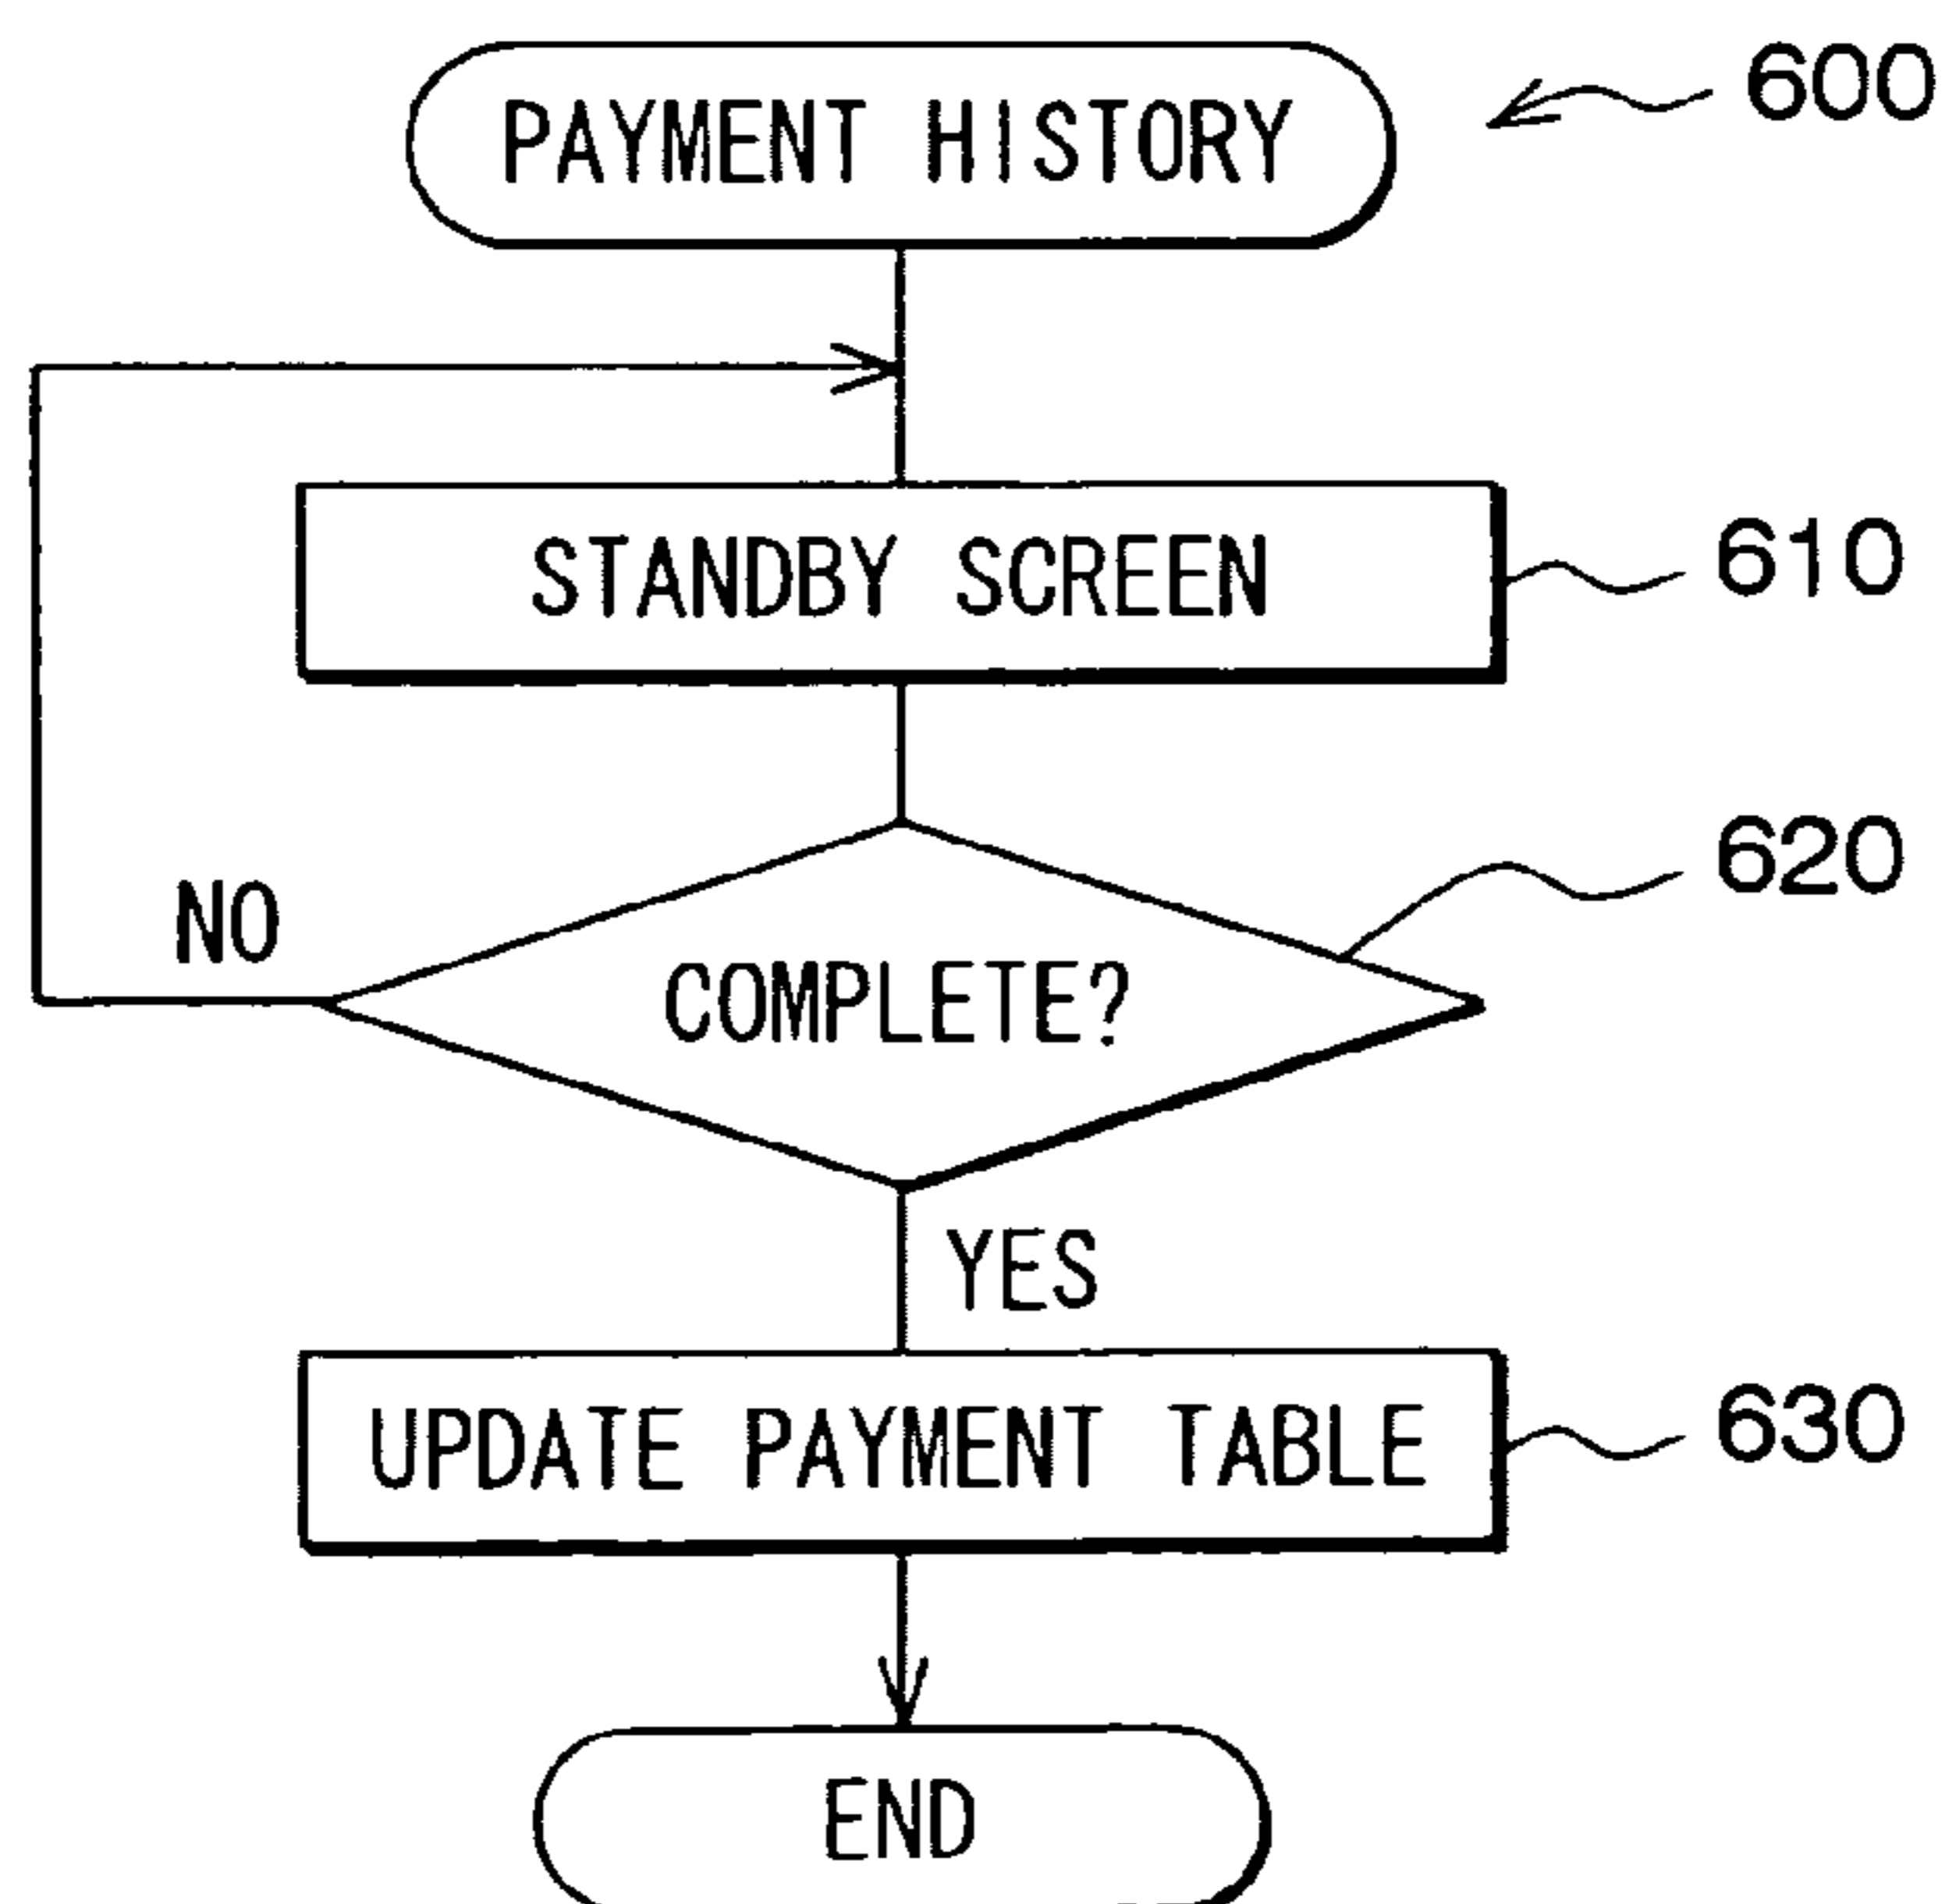 PAYMENT HISTORY
600
STANDBY SCREEN
610
620
NO
COMPLETE?
YES
UPDATE PAYMENT TABLE
630
END